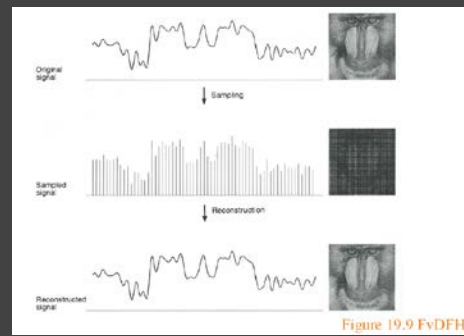 Original
signal
Sampling
Sampled
signal
Reconstruction
Reconstructed
signal
Figure 19.9 FvDFH